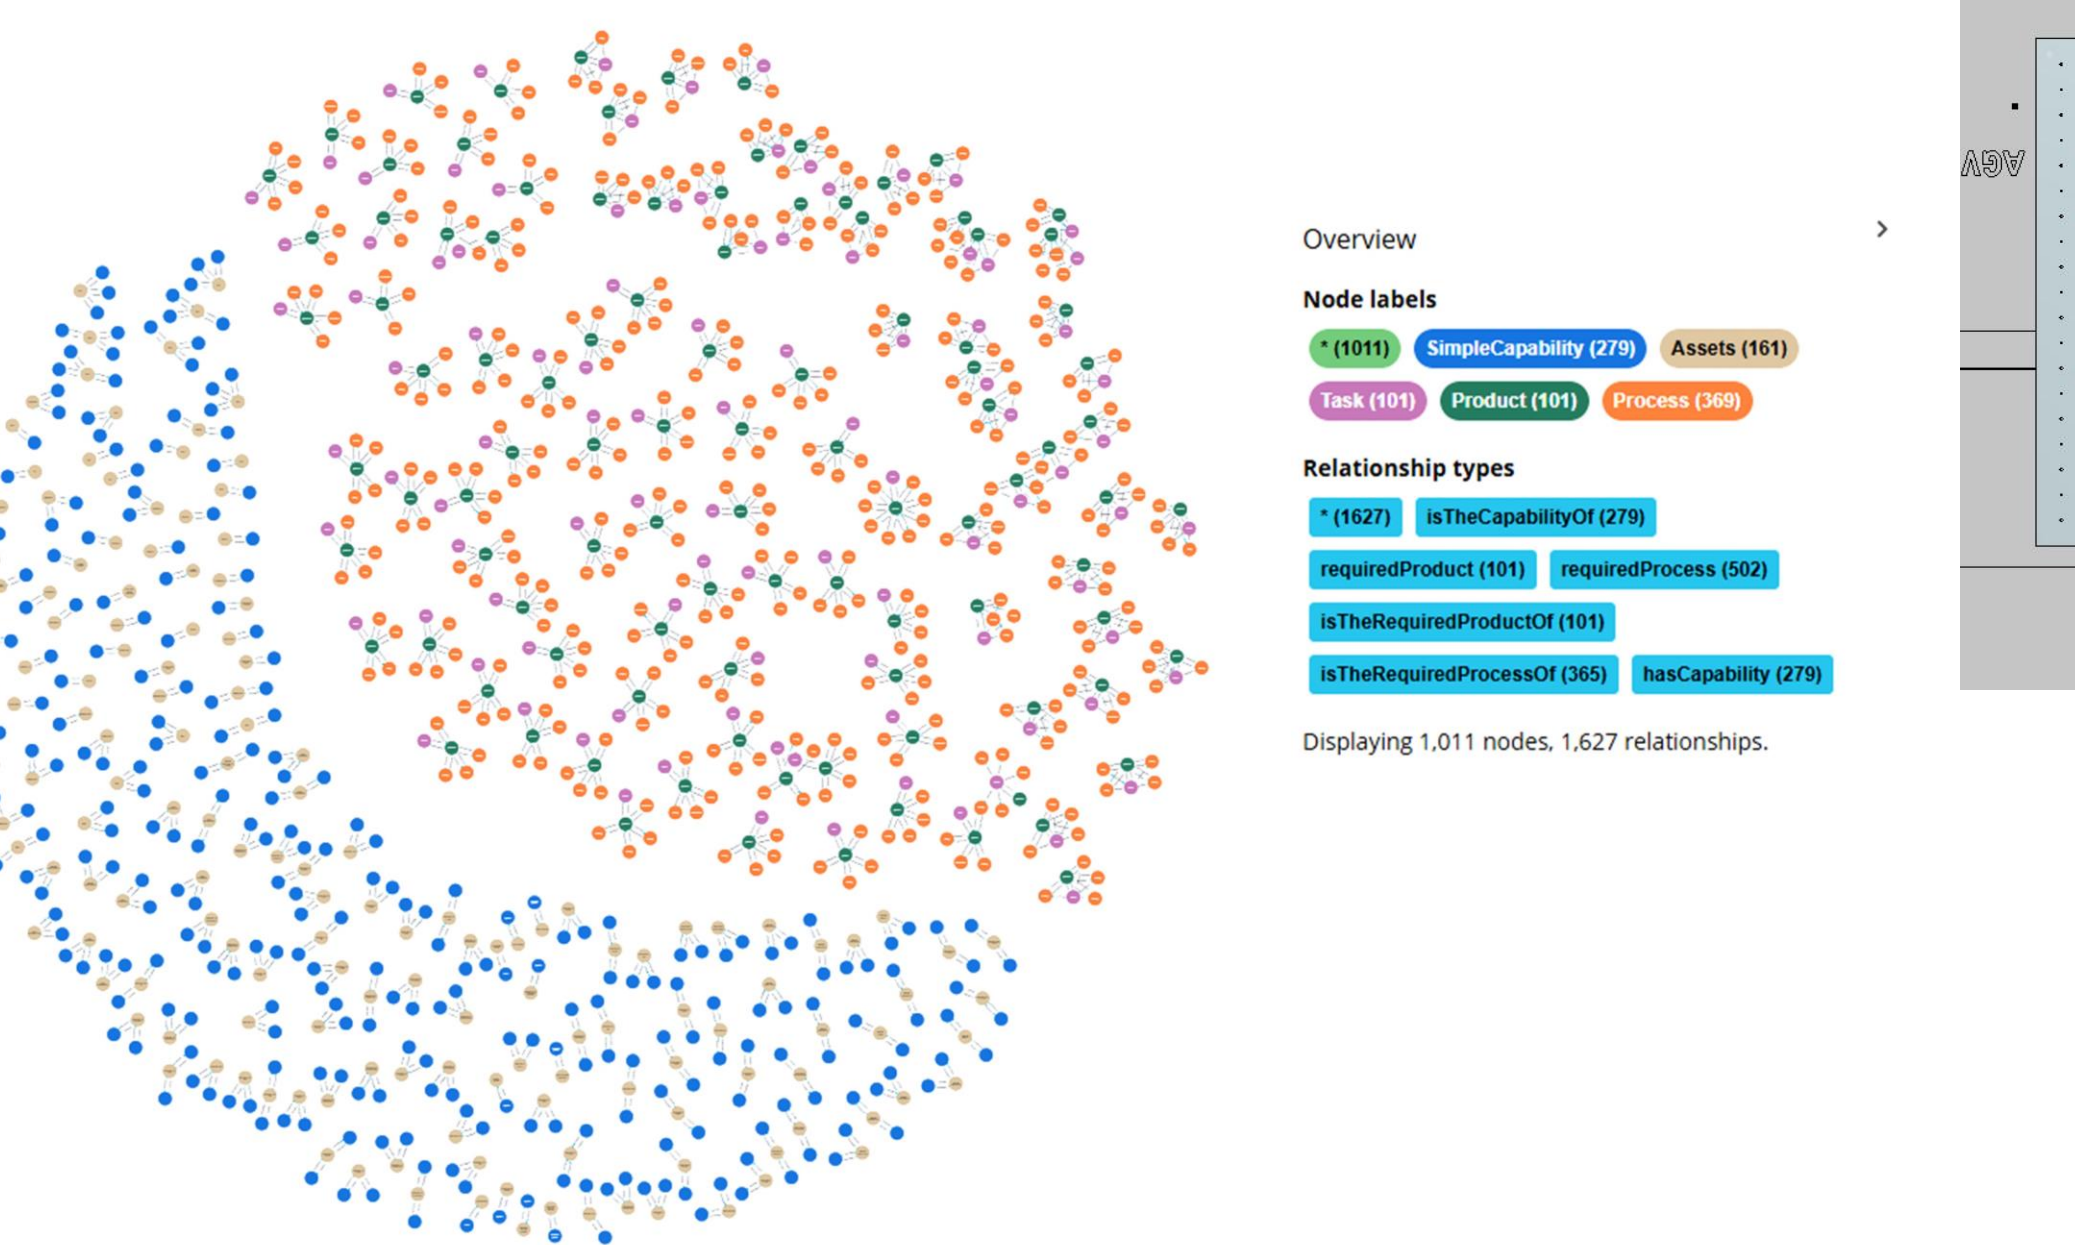 Overview
Node labels
* (1011) SimpleCapability (279) Assets (161)
Task (101) Product (101) Process (369)
Relationship types
* (1627) isTheCapabilityOf (279)
requiredProduct (101) requiredProcess (502)
isTheRequiredProductOf (101)
isTheRequiredProcessOf (365) hasCapability (279)
Displaying 1,011 nodes, 1,627 relationships.
AGV